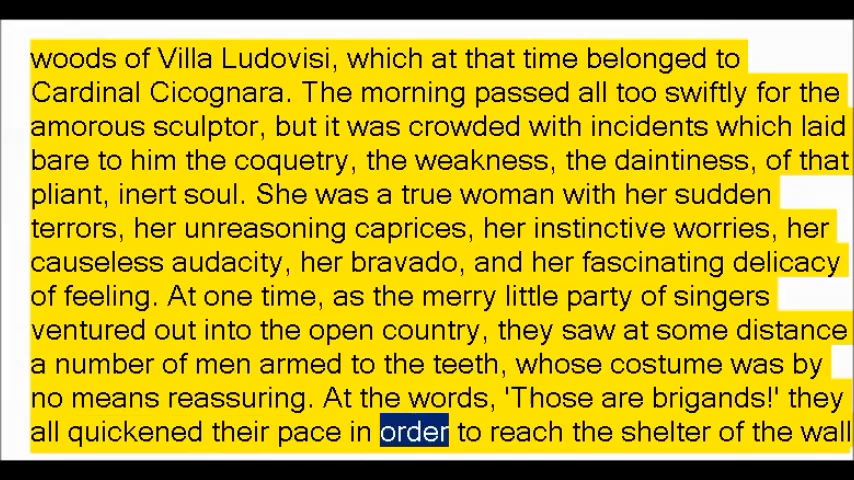 woods of Villa Ludovisi, which at that time belonged to
Cardinal Cicognara. The morning passed all too swiftly for the
amorous sculptor, but it was crowded with incidents which laid
bare to him the coquetry, the weakness, the daintiness, of that
pliant, inert soul. She was a true woman with her sudden
terrors, her unreasoning caprices, her instinctive worries, her
causeless audacity, her bravado, and her fascinating delicacy
of feeling. At one time, as the merry little party of singers
ventured out into the open country, they saw at some distance
a number of men armed to the teeth, whose costume was by
no means reassuring. At the words, 'Those are brigands!' they
all quickened their pace in order to reach the shelter of the wall